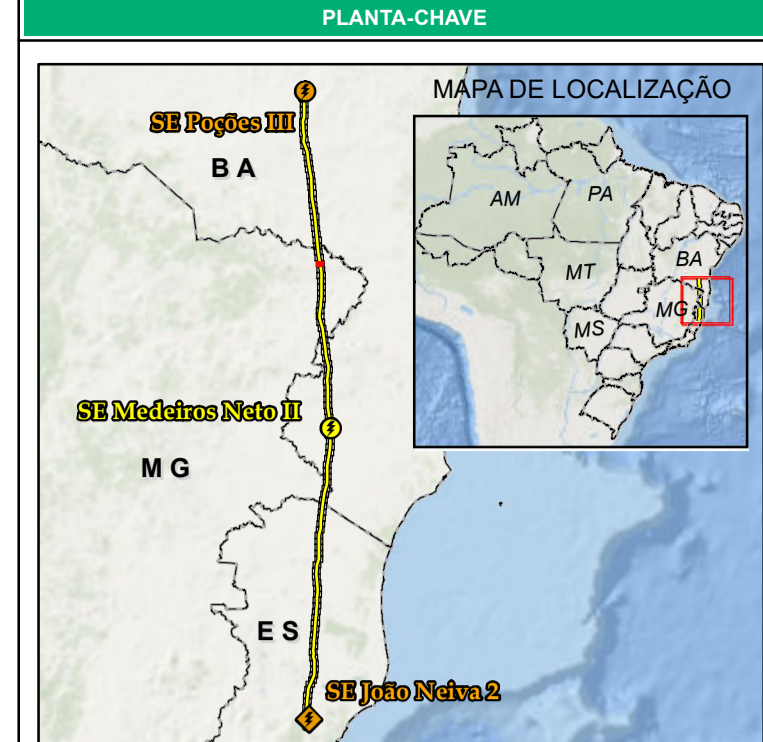 PLANTA-CHAVE
MAPA DE LOCALIZAÇÃO
SE Poções III
B A
AM
PA
BA
MT
MG
MS
SE Medeiros Neto II
M G
E S
SE João Neiva 2